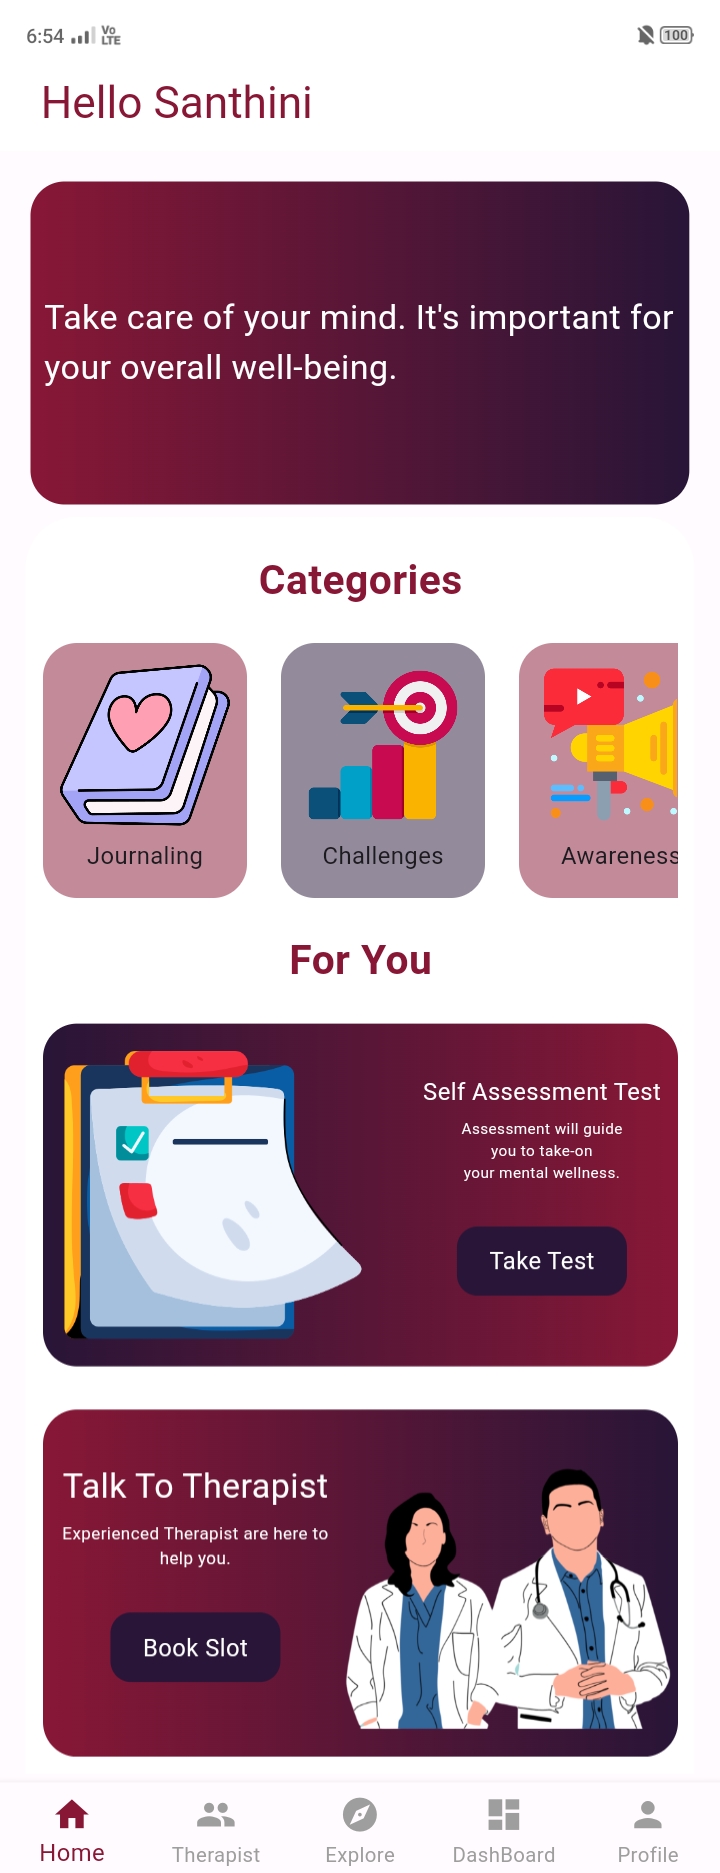 6:54 Vo LTE 100
Hello Santhini
Take care of your mind. It's important for
your overall well-being.
Categories
Journaling
Challenges
Awareness
For You
Self Assessment Test
Assessment will guide
you to take-on
your mental wellness.
Take Test
Talk To Therapist
Experienced Therapist are here to
help you.
Book Slot
Home
Therapist
Explore
DashBoard
Profile